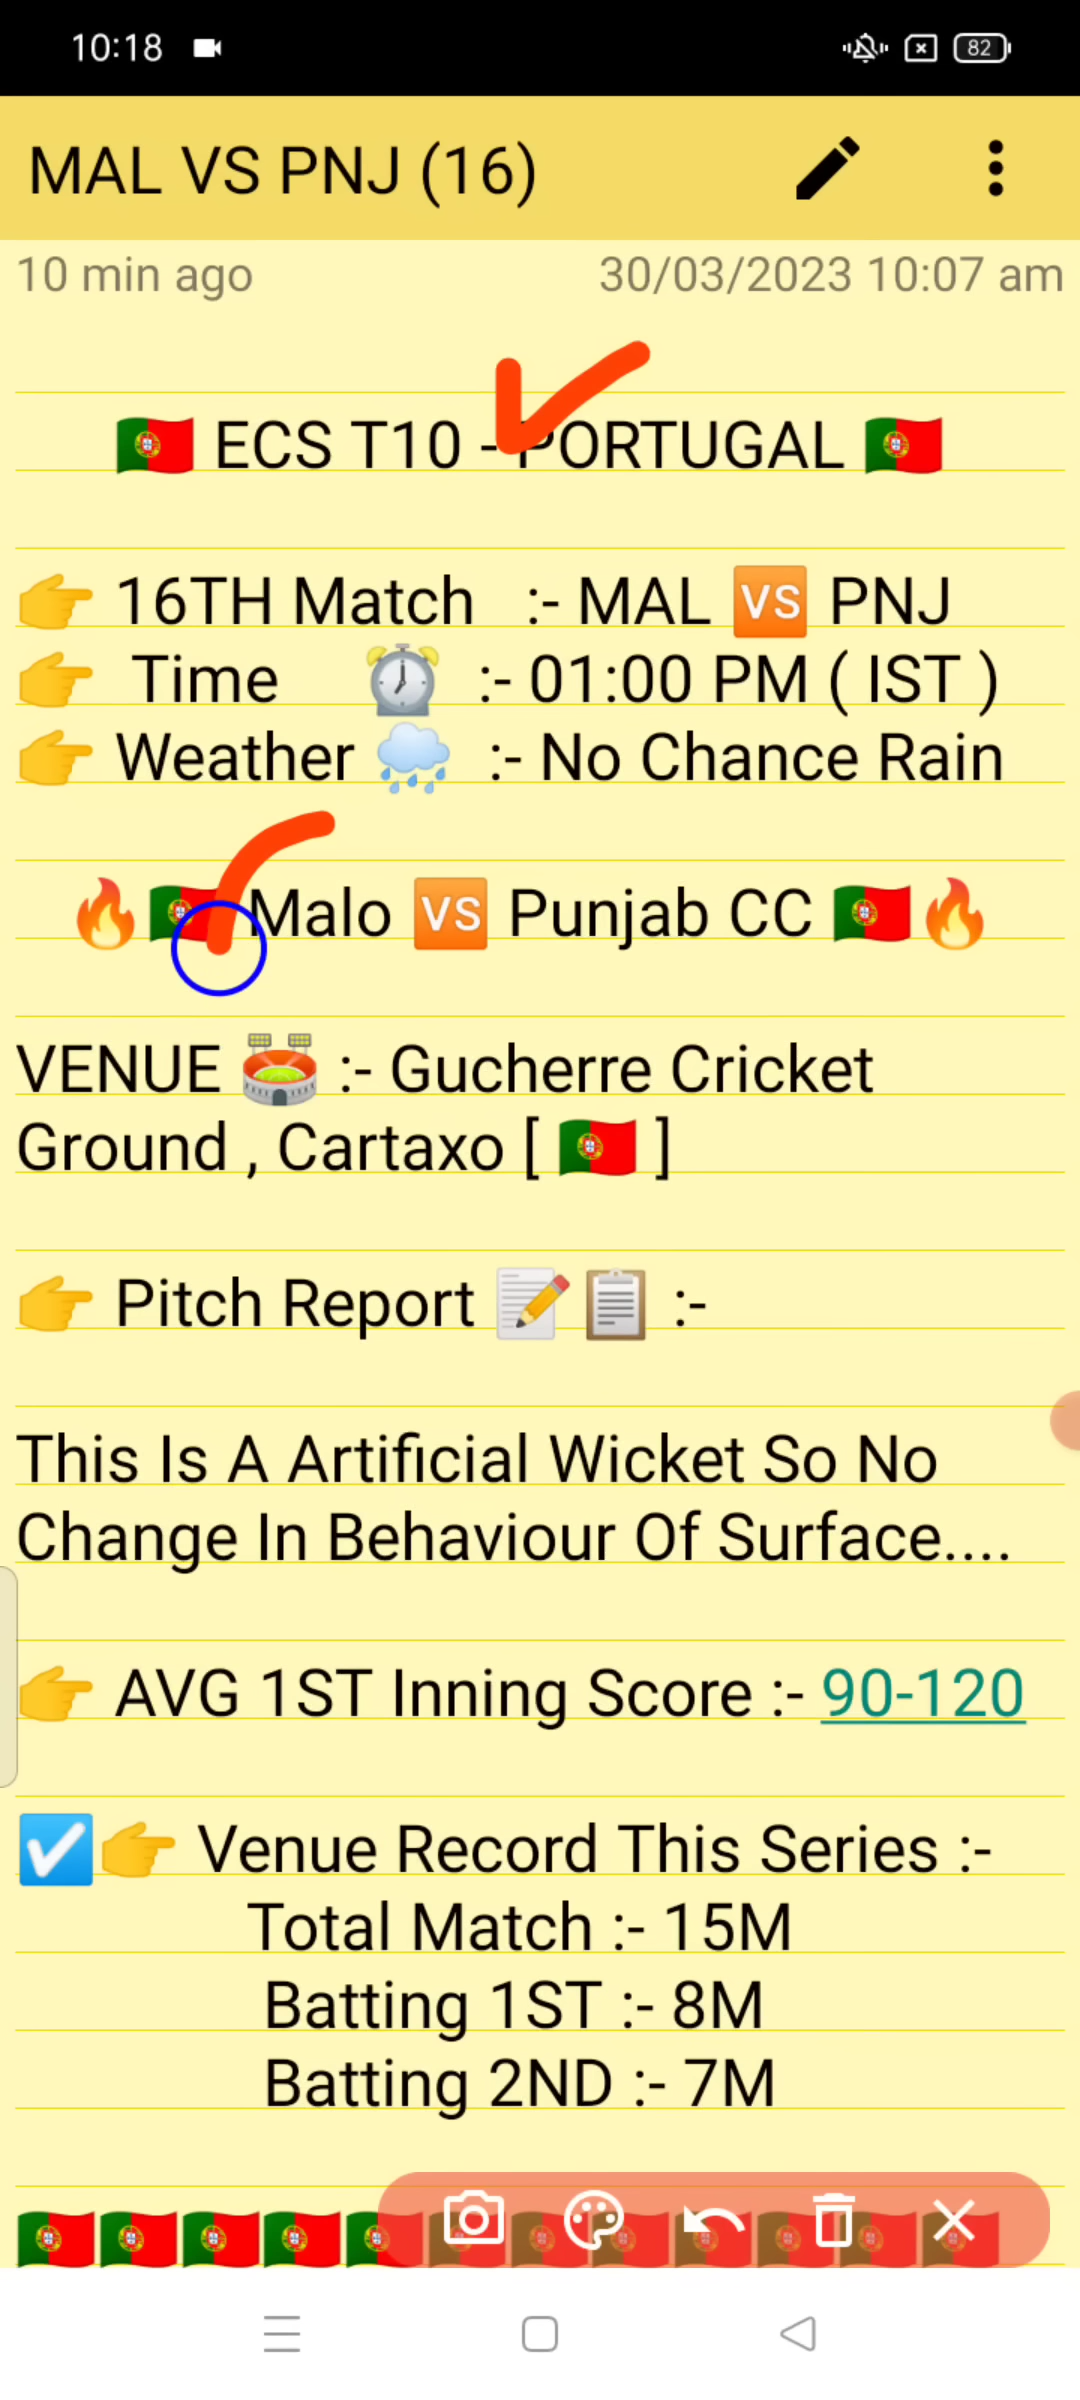 10:18 82
MAL VS PNJ (16)
10 min ago 30/03/2023 10:07 am
🇵🇹 ECS T10 - PORTUGAL 🇵🇹
👉 16TH Match :- MAL 🆚 PNJ
👉 Time ⏰ :- 01:00 PM ( IST )
👉 Weather 🌧️ :- No Chance Rain
🔥🇵🇹 Malo 🆚 Punjab CC 🇵🇹🔥
VENUE 🏟️ :- Gucherre Cricket
Ground , Cartaxo [ 🇵🇹 ]
👉 Pitch Report 📝📋 :-
This Is A Artificial Wicket So No
Change In Behaviour Of Surface....
👉 AVG 1ST Inning Score :- 90-120
☑️👉 Venue Record This Series :-
Total Match :- 15M
Batting 1ST :- 8M
Batting 2ND :- 7M